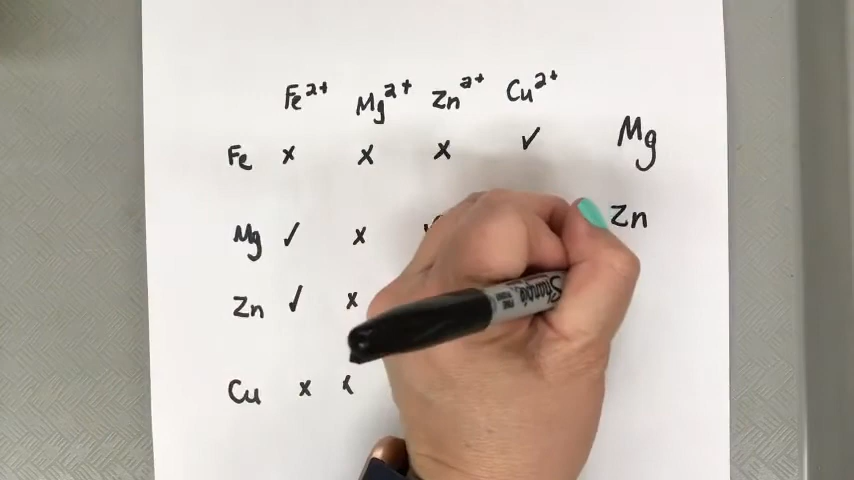 Fe2+ Mg2+ Zn2+ Cu2+
Fe x x x ✓ Mg
Zn
Mg ✓ x
Zn ✓ x
Sharpie
Cu x